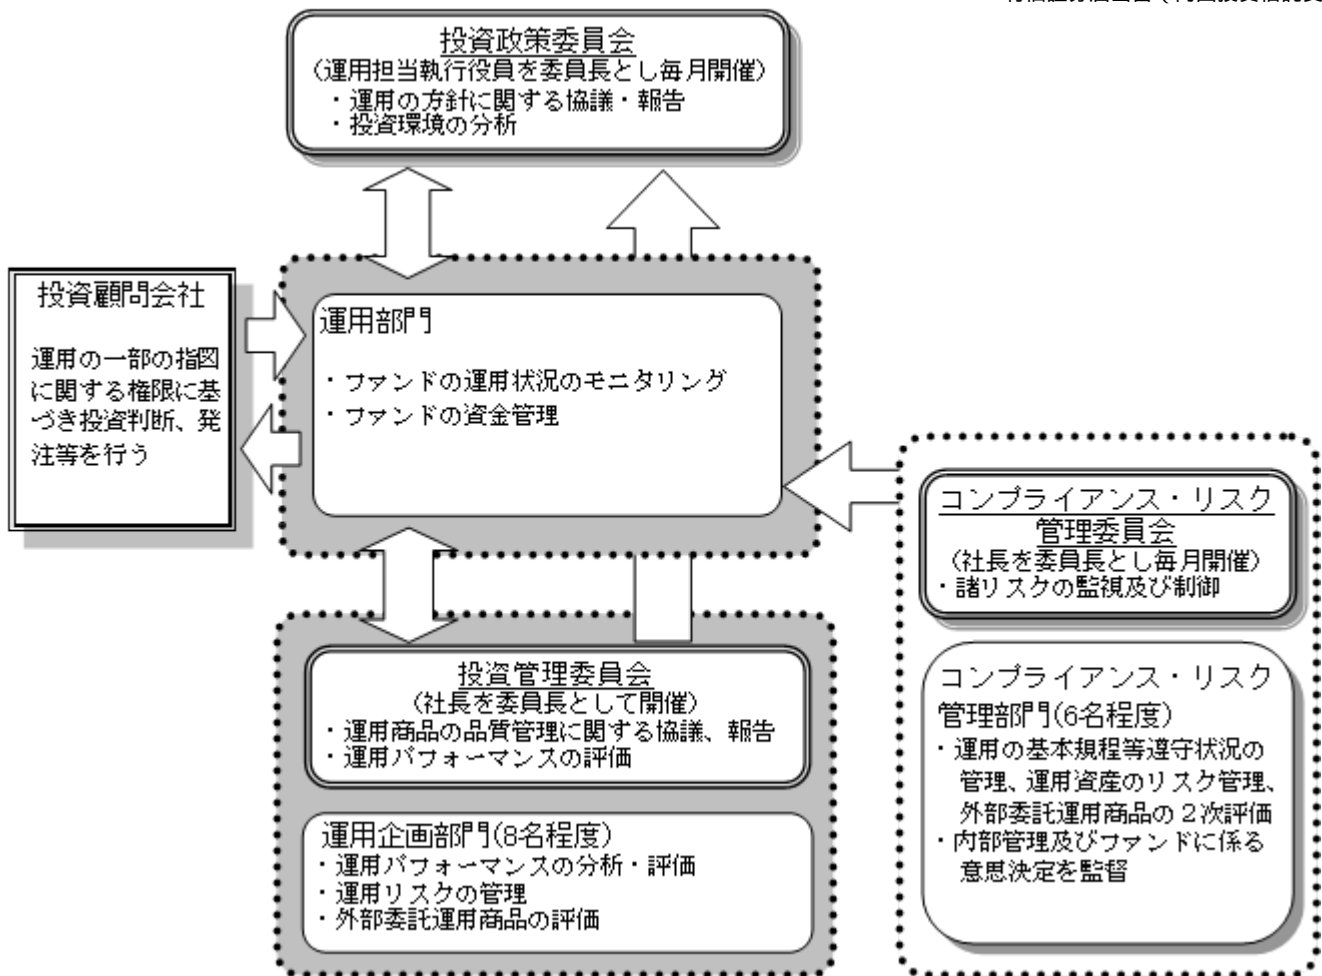 投資政策委員会
(運用担当執行役員を委員長とし毎月開催)
・運用の方針に関する協議・報告
・投資環境の分析
投資顧問会社
運用の一部の指図
に関する権限に基
づき投資判断、発
注等を行う
運用部門
・ファンドの運用状況のモニタリング
・ファンドの資金管理
コンプライアンス・リスク
管理委員会
(社長を委員長とし毎月開催)
・諸リスクの監視及び制御
コンプライアンス・リスク
管理部門(6名程度)
・運用の基本規程等遵守状況の
管理、運用資産のリスク管理、
外部委託運用商品の2次評価
・内部管理及びファンドに係る
意思決定を監督
投資管理委員会
(社長を委員長として開催)
・運用商品の品質管理に関する協議、報告
・運用パフォーマンスの評価
運用企画部門(8名程度)
・運用パフォーマンスの分析・評価
・運用リスクの管理
・外部委託運用商品の評価